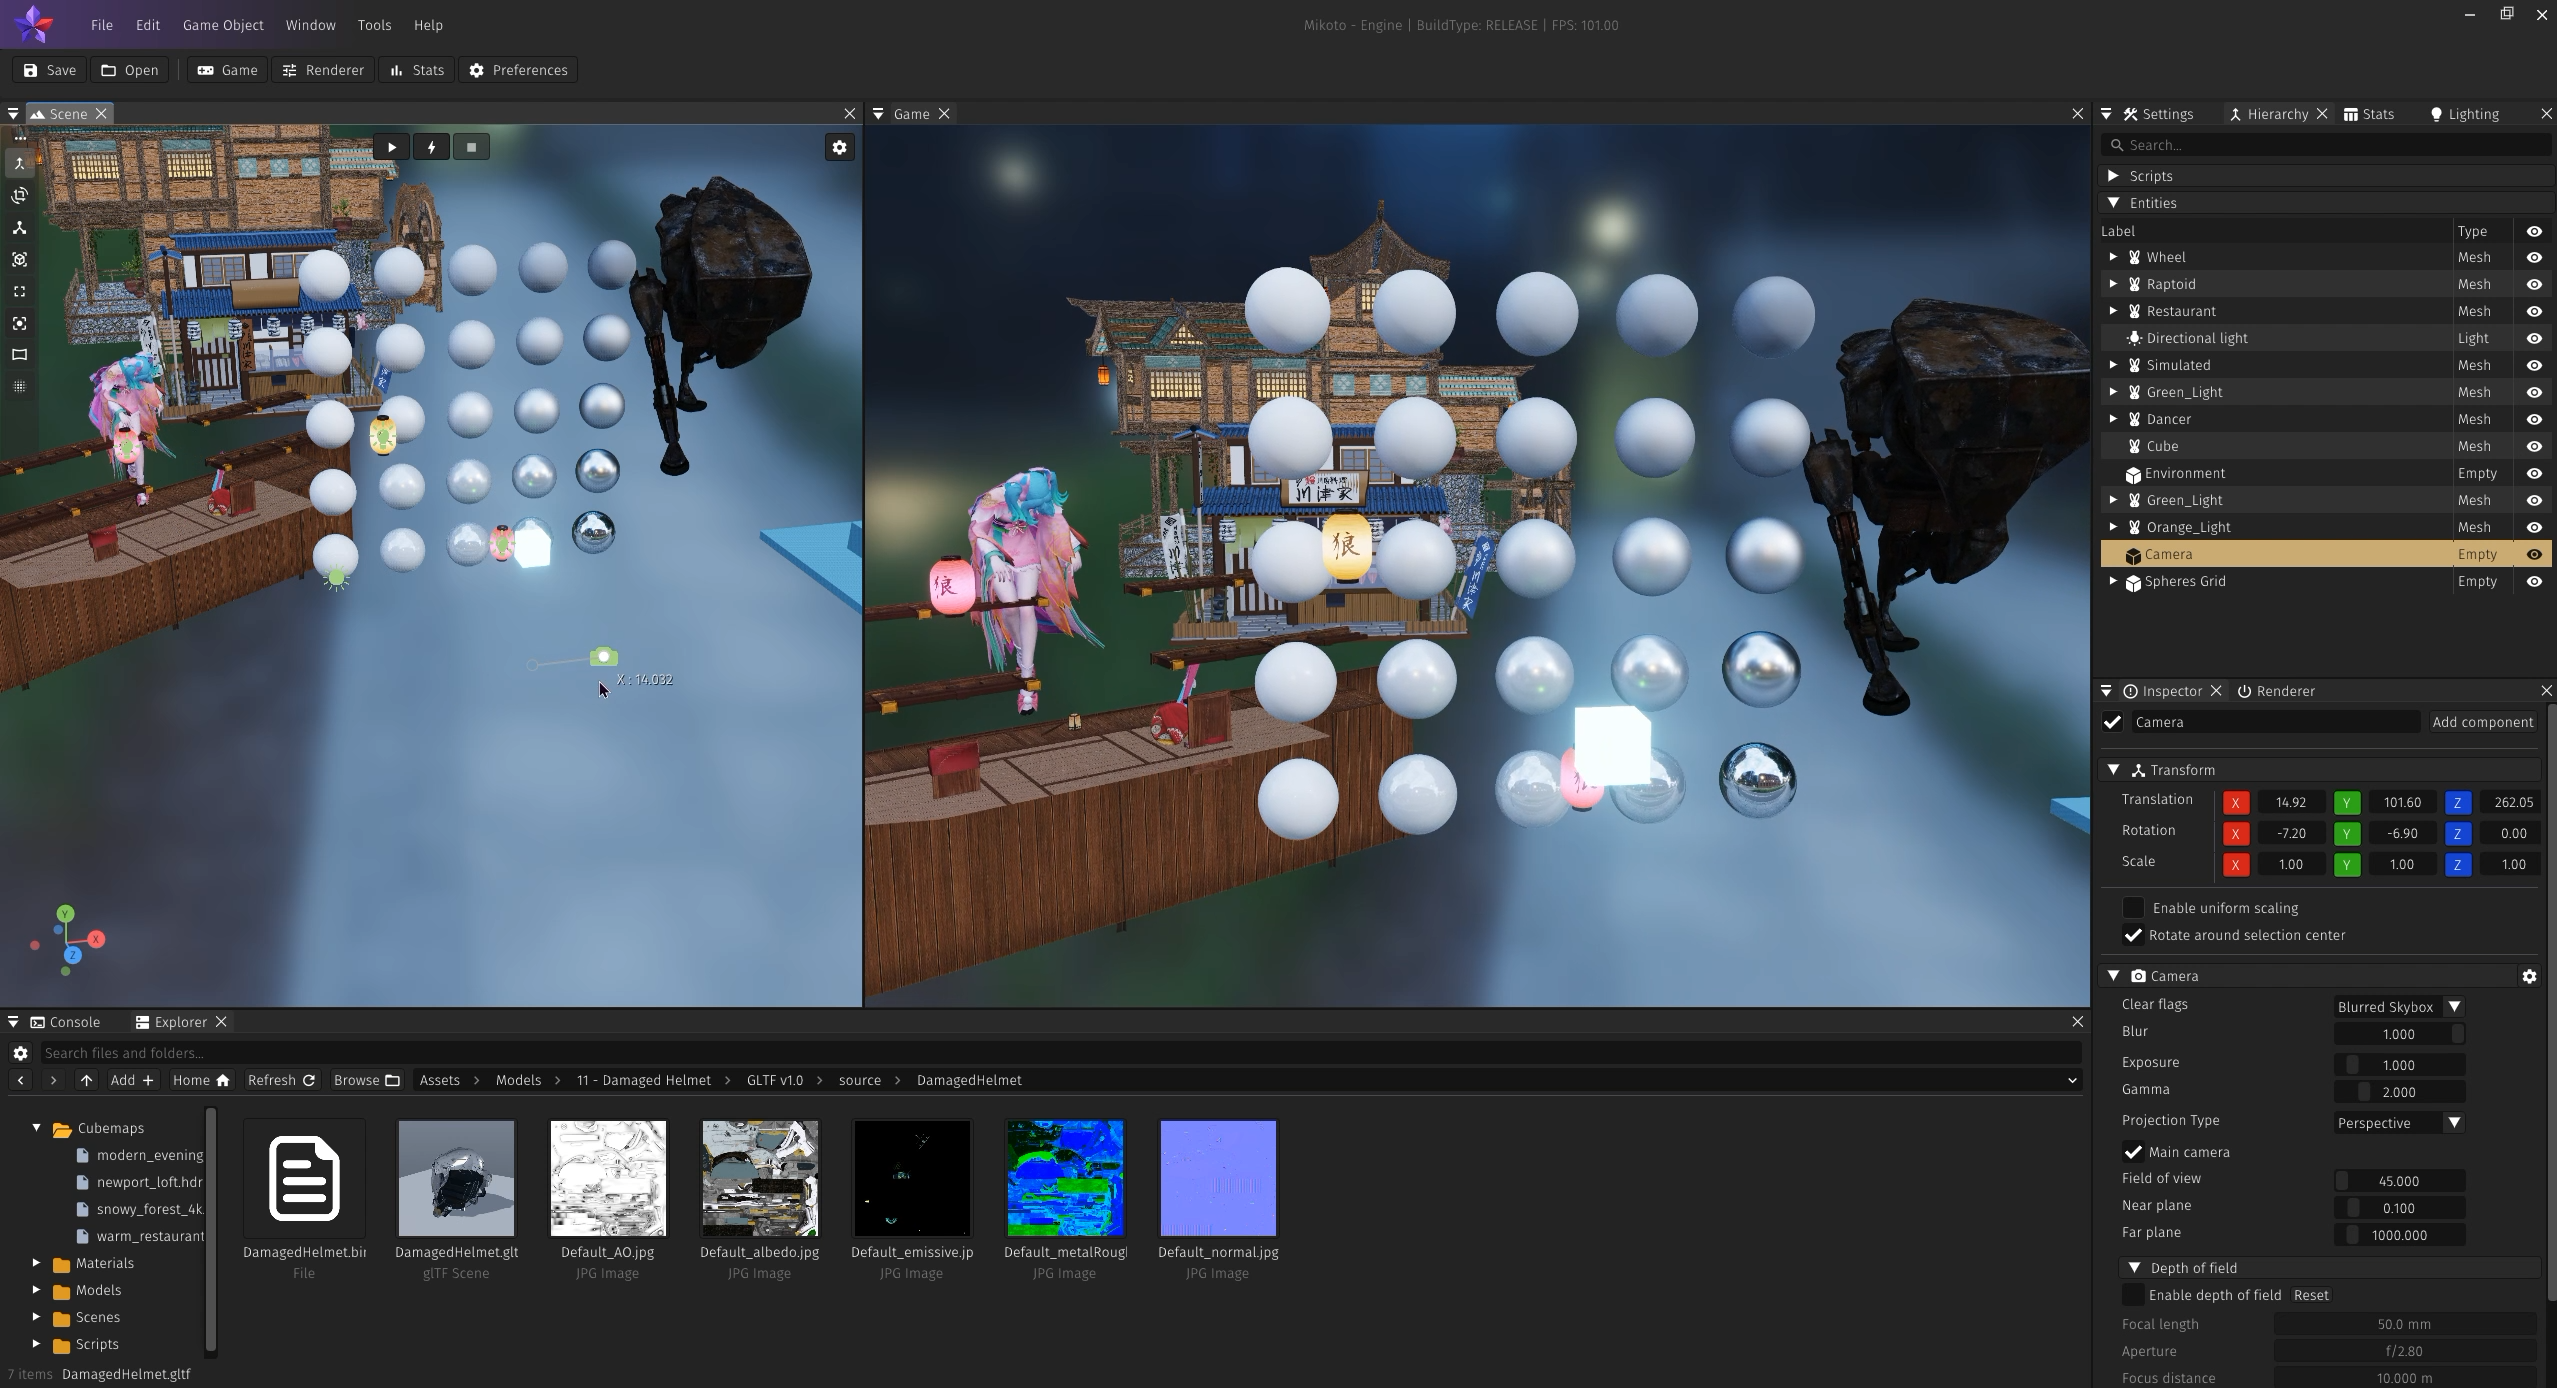 File Edit Game Object Window Tools Help
Mikoto - Engine | BuildType: RELEASE | FPS: 101.00
Save Open Game Renderer Stats Preferences
Scene
Game
Settings Hierarchy Stats Lighting
Search...
Scripts
Entities
Label Type
Wheel Mesh
Raptoid Mesh
Restaurant Mesh
Directional light Light
Simulated Mesh
Green_Light Mesh
Dancer Mesh
Cube Mesh
Environment Empty
Green_Light Mesh
Orange_Light Mesh
Camera Empty
Spheres Grid Empty
X : 14.032
Y
X
Z
川津家
狼
狼
Inspector Renderer
Camera Add component
Transform
Translation X 14.92 Y 101.60 Z 262.05
Rotation X -7.20 Y -6.90 Z 0.00
Scale X 1.00 Y 1.00 Z 1.00
Enable uniform scaling
Rotate around selection center
Camera
Clear flags Blurred Skybox
Blur 1.000
Exposure 1.000
Gamma 2.000
Projection Type Perspective
Main camera
Field of view 45.000
Near plane 0.100
Far plane 1000.000
Depth of field
Enable depth of field Reset
Focal length 50.0 mm
Aperture f/2.80
Focus distance 10.000 m
Console Explorer
Search files and folders...
Add + Home Refresh Browse Assets > Models > 11 - Damaged Helmet > GLTF v1.0 > source > DamagedHelmet
Cubemaps
modern_evening
newport_loft.hdr
snowy_forest_4k.
warm_restaurant
Materials
Models
Scenes
Scripts
DamagedHelmet.bin DamagedHelmet.glt Default_AO.jpg Default_albedo.jpg Default_emissive.jp Default_metalRough Default_normal.jpg
File glTF Scene JPG Image JPG Image JPG Image JPG Image JPG Image
7 items DamagedHelmet.gltf